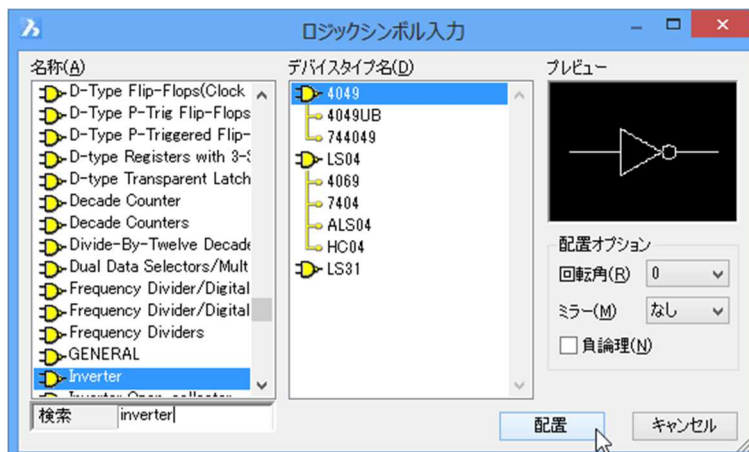 ロジックシンボル入力
名称(A)
D-Type Flip-Flops(Clock
D-Type P-Trig Flip-Flops
D-Type P-Triggered Flip-
D-type Registers with 3-S
D-type Transparent Latch
Decade Counter
Decade Counters
Divide-By-Twelve Decade
Dual Data Selectors/Mult
Frequency Divider/Digital
Frequency Divider/Digital
Frequency Dividers
GENERAL
Inverter
Inverter Open-collector
検索 inverter
デバイスタイプ名(D)
4049
4049UB
744049
LS04
4069
7404
ALS04
HC04
LS31
プレビュー
配置オプション
回転角(R) 0
ミラー(M) なし
負論理(N)
配置
キャンセル